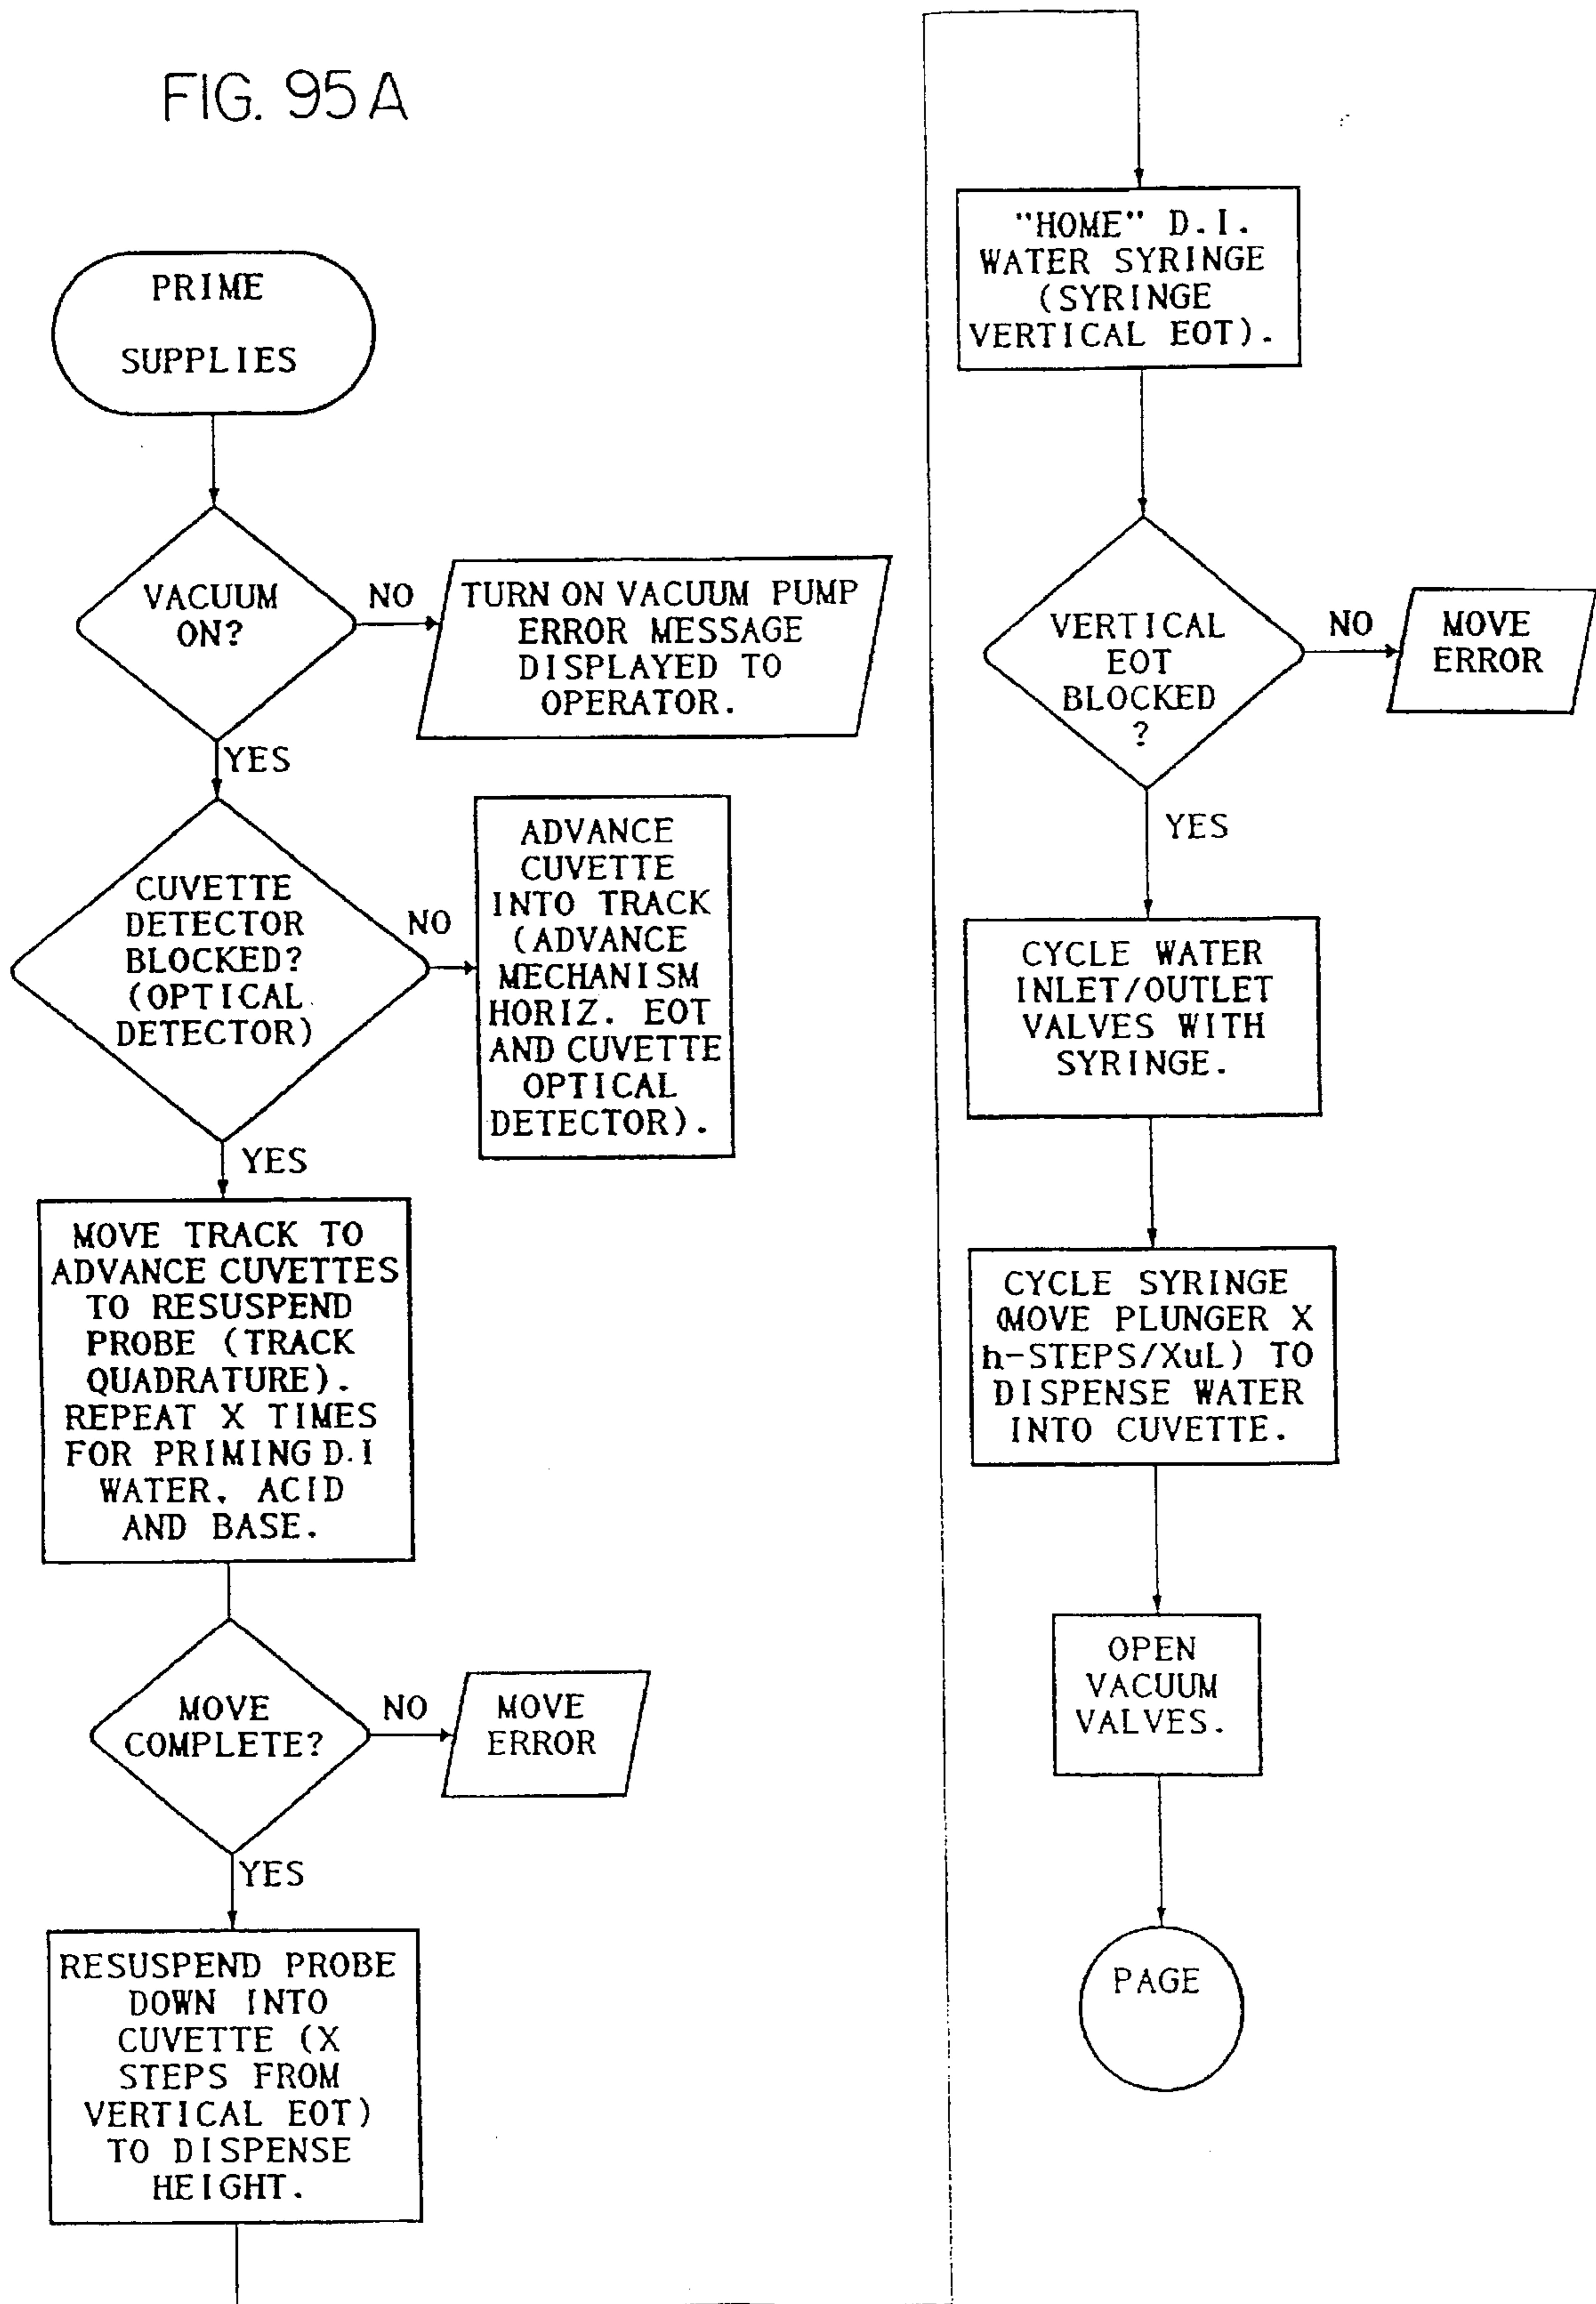 FIG. 95A
PRIME
SUPPLIES
VACUUM
ON?
NO
TURN ON VACUUM PUMP
ERROR MESSAGE
DISPLAYED TO
OPERATOR.
YES
CUVETTE
DETECTOR
BLOCKED?
(OPTICAL
DETECTOR)
NO
ADVANCE
CUVETTE
INTO TRACK
(ADVANCE
MECHANISM
HORIZ. EOT
AND CUVETTE
OPTICAL
DETECTOR).
YES
MOVE TRACK TO
ADVANCE CUVETTES
TO RESUSPEND
PROBE (TRACK
QUADRATURE).
REPEAT X TIMES
FOR PRIMING D.I
WATER, ACID
AND BASE.
MOVE
COMPLETE?
NO
MOVE
ERROR
YES
RESUSPEND PROBE
DOWN INTO
CUVETTE (X
STEPS FROM
VERTICAL EOT)
TO DISPENSE
HEIGHT.
"HOME" D.I.
WATER SYRINGE
(SYRINGE
VERTICAL EOT).
VERTICAL
EOT
BLOCKED
?
NO
MOVE
ERROR
YES
CYCLE WATER
INLET/OUTLET
VALVES WITH
SYRINGE.
CYCLE SYRINGE
(MOVE PLUNGER X
h-STEPS/XuL) TO
DISPENSE WATER
INTO CUVETTE.
OPEN
VACUUM
VALVES.
PAGE